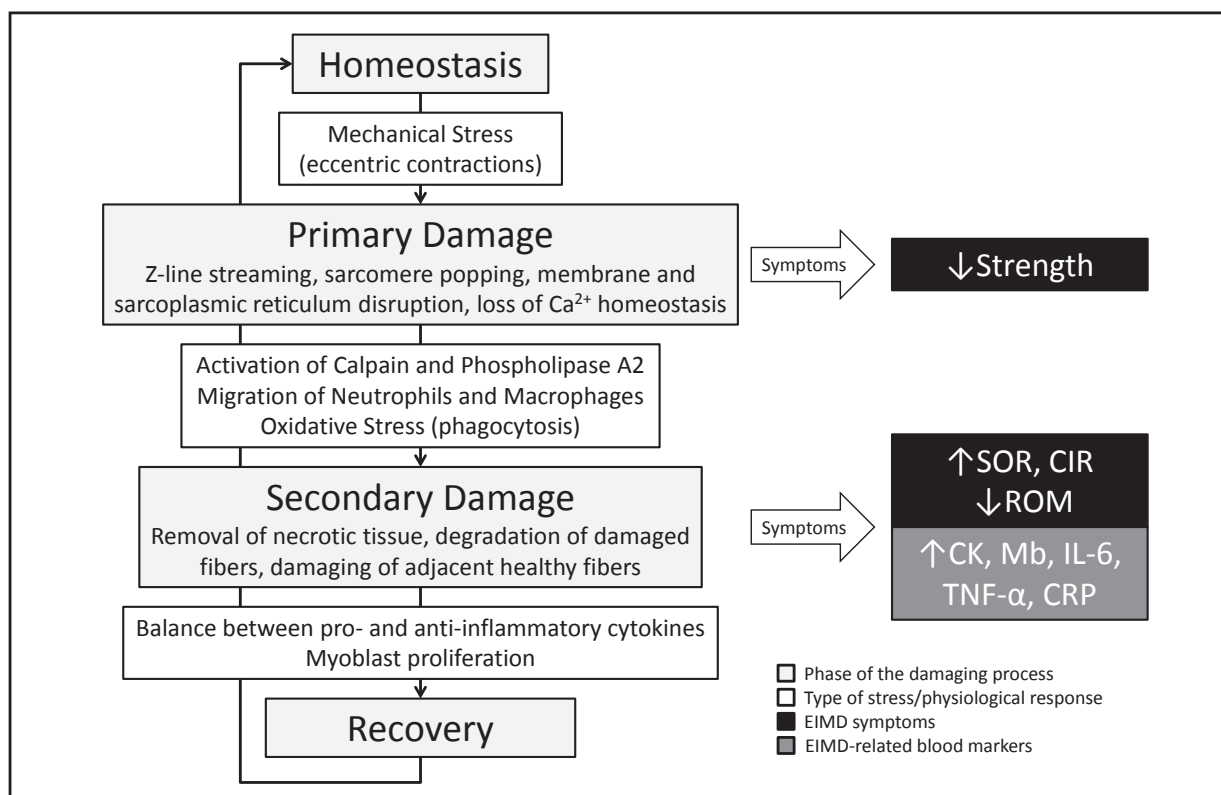 Homeostasis
Mechanical Stress
(eccentric contractions)
Primary Damage
Z-line streaming, sarcomere popping, membrane and
sarcoplasmic reticulum disruption, loss of Ca²⁺ homeostasis
Symptoms
↓Strength
Activation of Calpain and Phospholipase A2
Migration of Neutrophils and Macrophages
Oxidative Stress (phagocytosis)
Secondary Damage
Removal of necrotic tissue, degradation of damaged
fibers, damaging of adjacent healthy fibers
Symptoms
↑SOR, CIR
↓ROM
↑CK, Mb, IL-6,
TNF-α, CRP
Balance between pro- and anti-inflammatory cytokines
Myoblast proliferation
Recovery
Phase of the damaging process
Type of stress/physiological response
EIMD symptoms
EIMD-related blood markers